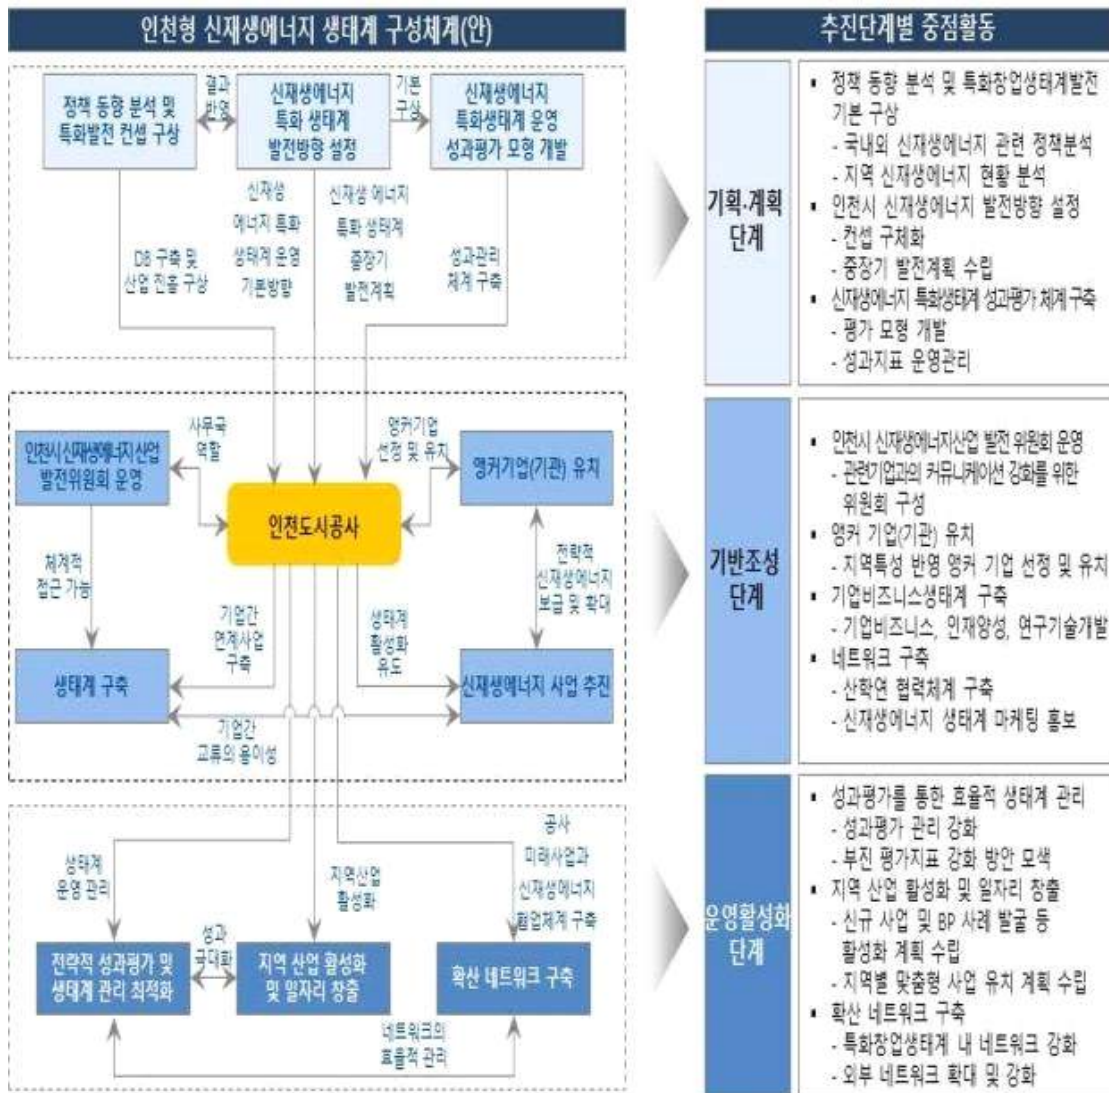 인천형 신재생에너지 생태계 구성체계(안)
정책 동향 분석 및
특화발전 컨셉 구상
결과
반영
신재생에너지
특화 생태계
발전방향 설정
기본
구상
신재생에너지
특화생태계 운영
성과평가 모형 개발
DB 구축 및
산업 진흥 구상
신재생
에너지 특화
생태계 운영
기본방향
신재생 에너지
특화 생태계
중장기
발전계획
성과관리
체계 구축
인천시 신재생에너지 산업
발전위원회 운영
사무국
역할
앵커기업
선정 및 유치
앵커기업(기관) 유치
인천도시공사
체계적
접근 가능
기업간
연계사업
구축
생태계
활성화
유도
전략적
신재생에너지
보급 및 확대
생태계 구축
신재생에너지 사업 추진
기업간
교류의 용이성
생태계
운영 관리
지역산업
활성화
공사
미래사업과
신재생에너지
협업체계 구축
전략적 성과평가 및
생태계 관리 최적화
성과
극대화
지역 산업 활성화
및 일자리 창출
확산 네트워크 구축
네트워크의
효율적 관리
추진단계별 중점활동
기획·계획
단계
▪ 정책 동향 분석 및 특화창업생태계발전
기본 구상
- 국내외 신재생에너지 관련 정책분석
- 지역 신재생에너지 현황 분석
▪ 인천시 신재생에너지 발전방향 설정
- 컨셉 구체화
- 중장기 발전계획 수립
▪ 신재생에너지 특화생태계 성과평가 체계 구축
- 평가 모형 개발
- 성과지표 운영관리
기반조성
단계
▪ 인천시 신재생에너지산업 발전 위원회 운영
- 관련기업과의 커뮤니케이션 강화를 위한
위원회 구성
▪ 앵커 기업(기관) 유치
- 지역특성 반영 앵커 기업 선정 및 유치
▪ 기업비즈니스생태계 구축
- 기업비즈니스, 인재양성, 연구기술개발
▪ 네트워크 구축
- 산학연 협력체계 구축
- 신재생에너지 생태계 마케팅 홍보
운영활성화
단계
▪ 성과평가를 통한 효율적 생태계 관리
- 성과평가 관리 강화
- 부진 평가지표 강화 방안 모색
▪ 지역 산업 활성화 및 일자리 창출
- 신규 사업 및 BP 사례 발굴 등
활성화 계획 수립
- 지역별 맞춤형 사업 유치 계획 수립
▪ 확산 네트워크 구축
- 특화창업생태계 내 네트워크 강화
- 외부 네트워크 확대 및 강화